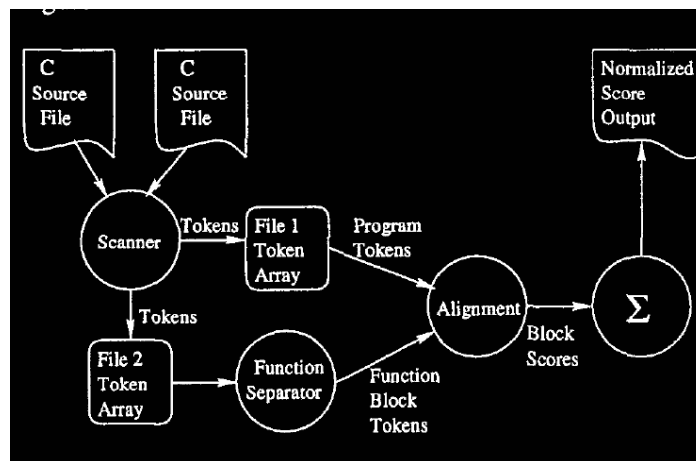 C
Source
File
C
Source
File
Normalized
Score
Output
Scanner
Tokens
File 1
Token
Array
Program
Tokens
Alignment
Block
Scores
Σ
Tokens
File 2
Token
Array
Function
Separator
Function
Block
Tokens